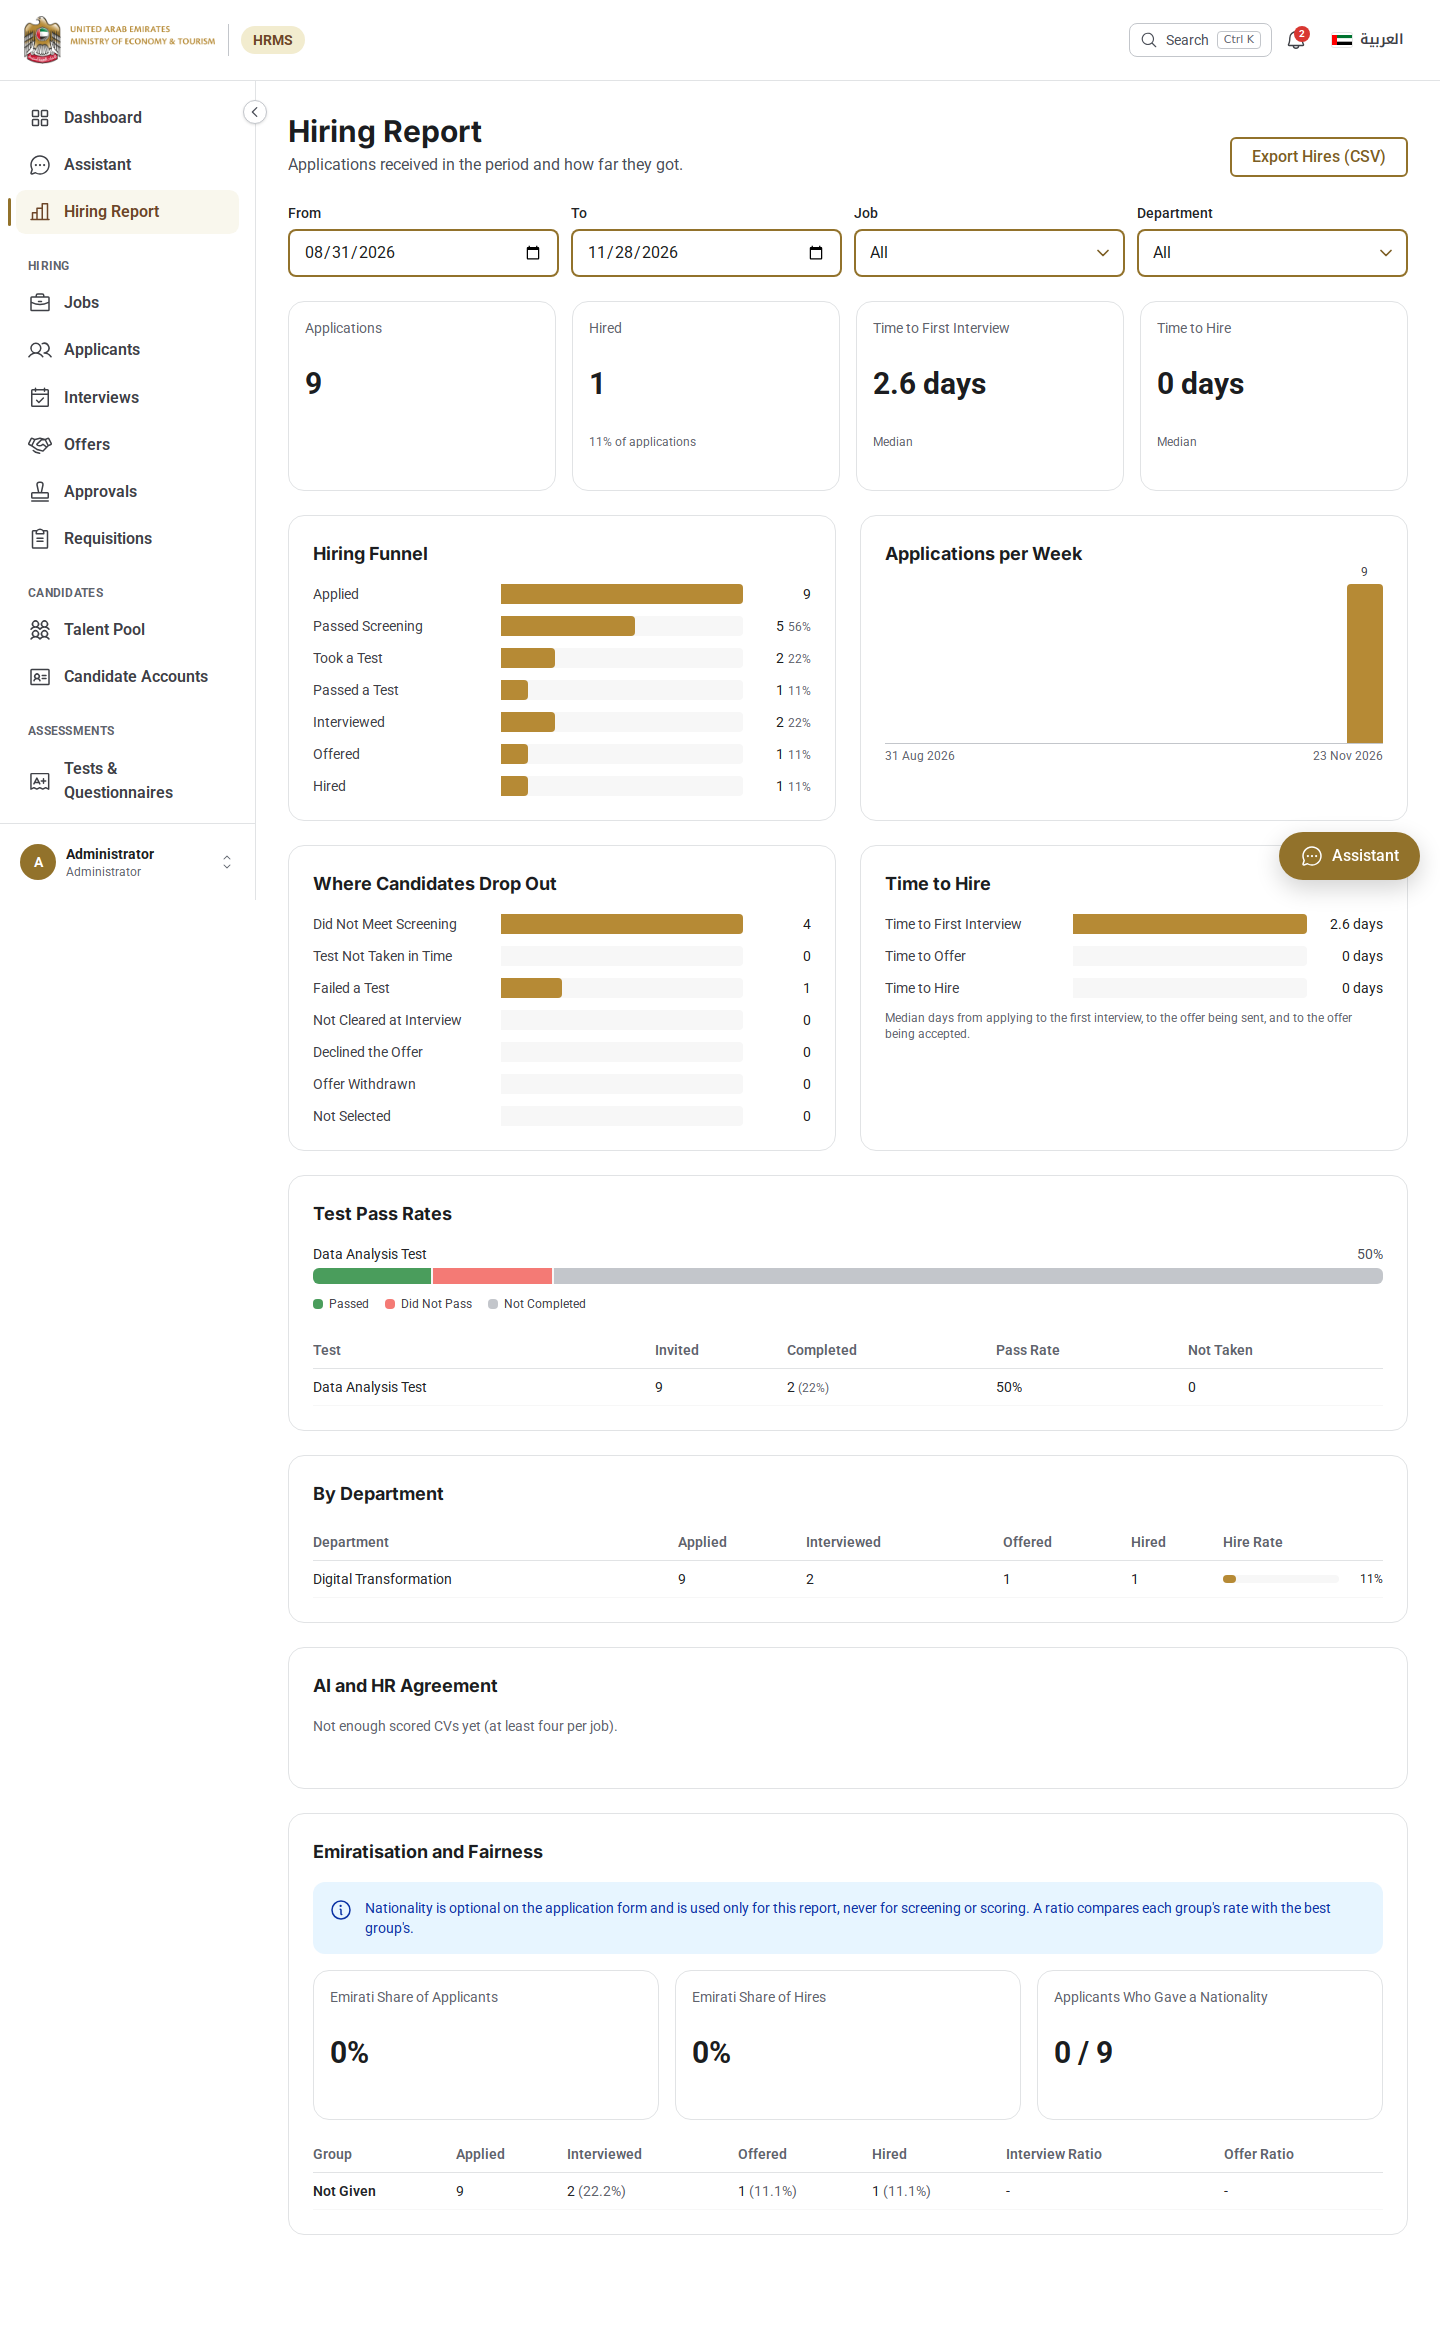 UNITED ARAB EMIRATES
MINISTRY OF ECONOMY & TOURISM
HRMS
Search Ctrl K
2
العربية
Dashboard
Assistant
Hiring Report
HIRING
Jobs
Applicants
Interviews
Offers
Approvals
Requisitions
CANDIDATES
Talent Pool
Candidate Accounts
ASSESSMENTS
Tests &
Questionnaires
A
Administrator
Administrator
Hiring Report
Applications received in the period and how far they got.
Export Hires (CSV)
From To Job Department
08/31/2026 11/28/2026 All All
Applications Hired Time to First Interview Time to Hire
9 1 2.6 days 0 days
11% of applications Median Median
Hiring Funnel
Applied 9
Passed Screening 5 56%
Took a Test 2 22%
Passed a Test 1 11%
Interviewed 2 22%
Offered 1 11%
Hired 1 11%
Applications per Week
9
31 Aug 2026 23 Nov 2026
Assistant
Where Candidates Drop Out
Did Not Meet Screening 4
Test Not Taken in Time 0
Failed a Test 1
Not Cleared at Interview 0
Declined the Offer 0
Offer Withdrawn 0
Not Selected 0
Time to Hire
Time to First Interview 2.6 days
Time to Offer 0 days
Time to Hire 0 days
Median days from applying to the first interview, to the offer being sent, and to the offer
being accepted.
Test Pass Rates
Data Analysis Test 50%
Passed Did Not Pass Not Completed
Test Invited Completed Pass Rate Not Taken
Data Analysis Test 9 2 (22%) 50% 0
By Department
Department Applied Interviewed Offered Hired Hire Rate
Digital Transformation 9 2 1 1 11%
AI and HR Agreement
Not enough scored CVs yet (at least four per job).
Emiratisation and Fairness
Nationality is optional on the application form and is used only for this report, never for screening or scoring. A ratio compares each group's rate with the best
group's.
Emirati Share of Applicants Emirati Share of Hires Applicants Who Gave a Nationality
0% 0% 0 / 9
Group Applied Interviewed Offered Hired Interview Ratio Offer Ratio
Not Given 9 2 (22.2%) 1 (11.1%) 1 (11.1%) - -